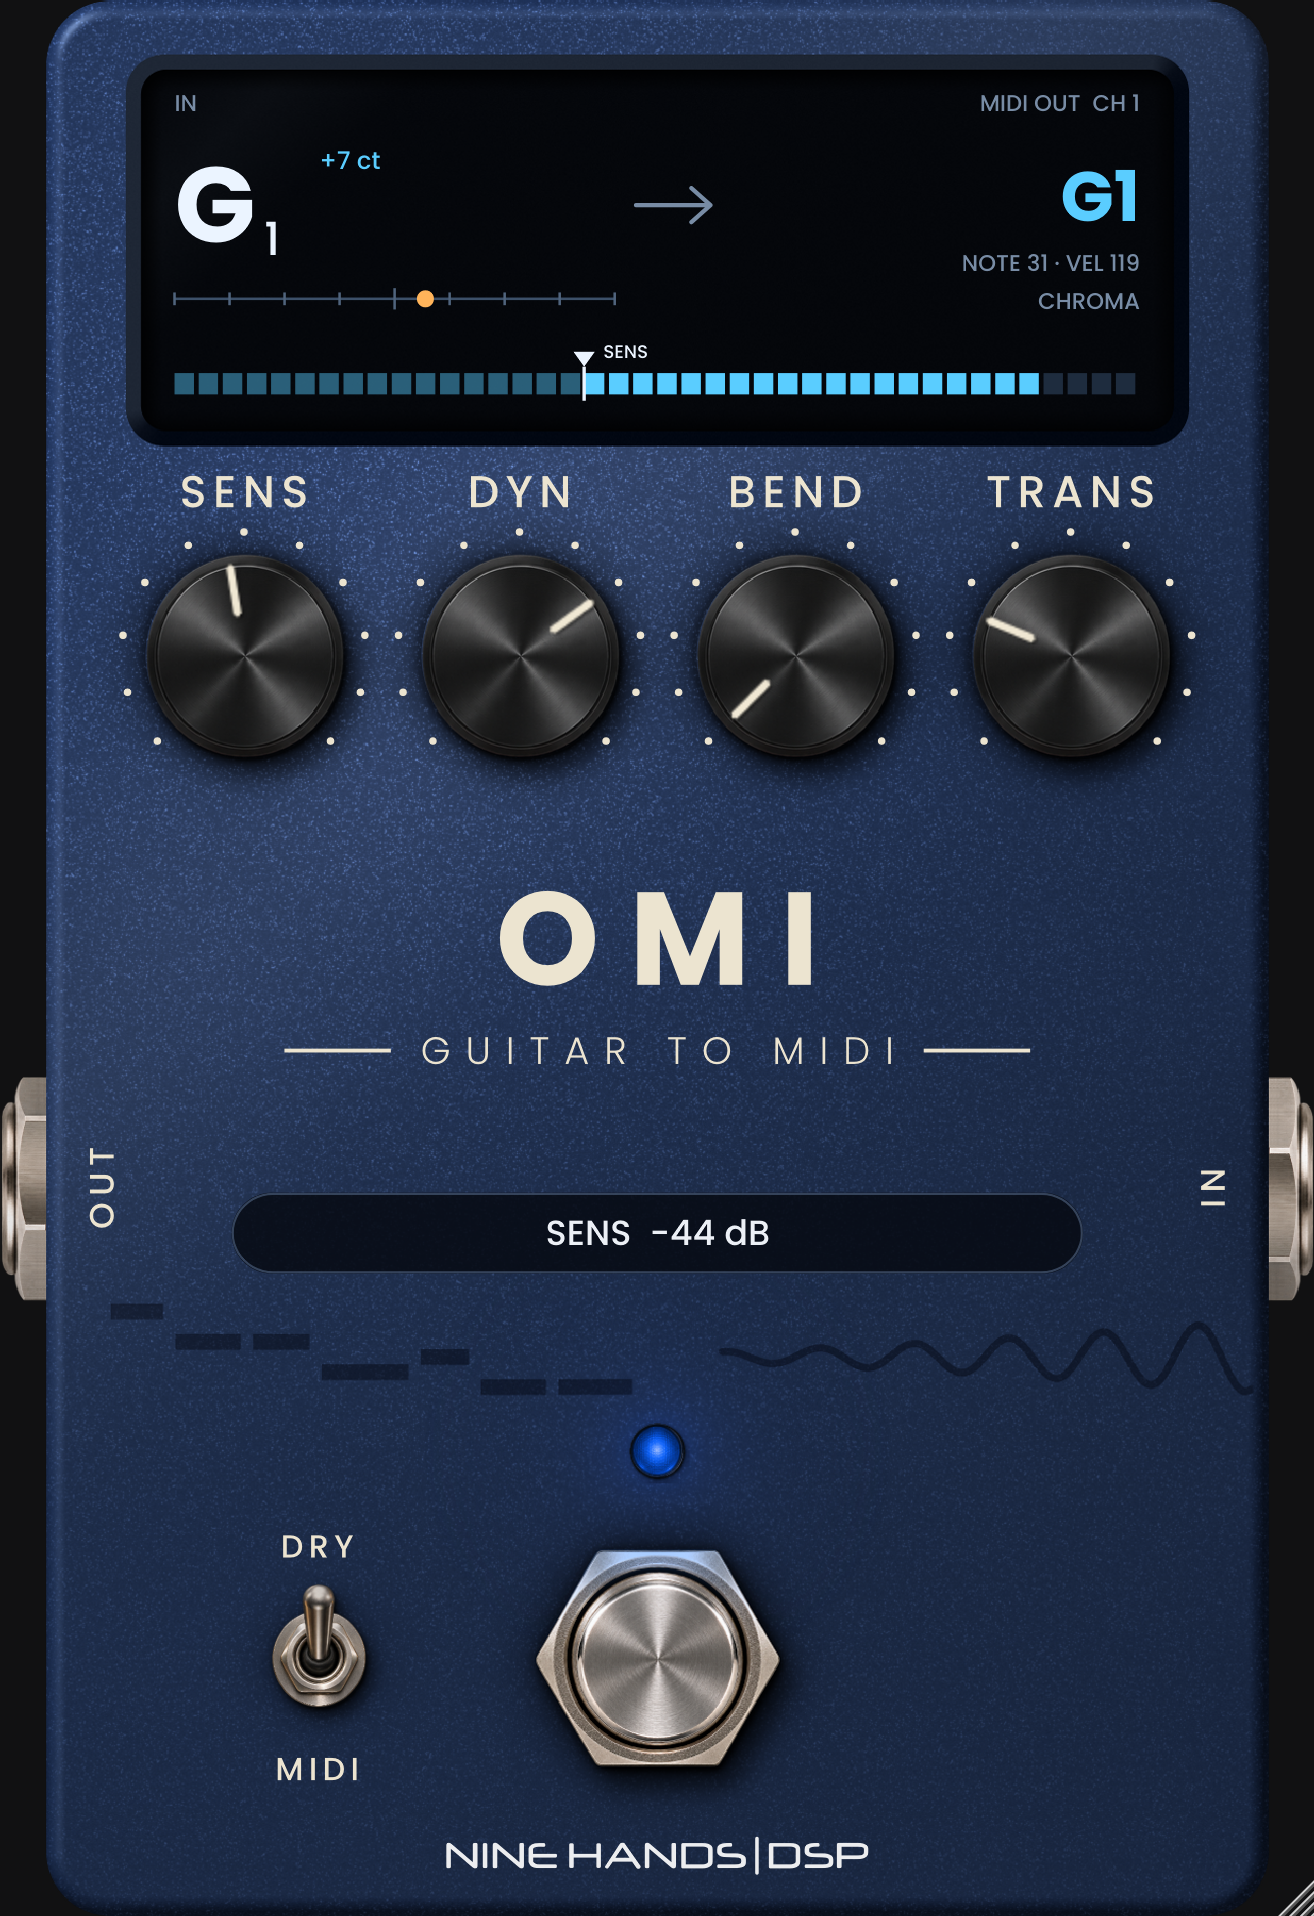 IN MIDI OUT CH 1
+7 ct
G1 → G1
NOTE 31 · VEL 119
CHROMA
SENS
SENS DYN BEND TRANS
OMI
GUITAR TO MIDI
OUT
IN
SENS -44 dB
DRY
MIDI
NINE HANDS|DSP